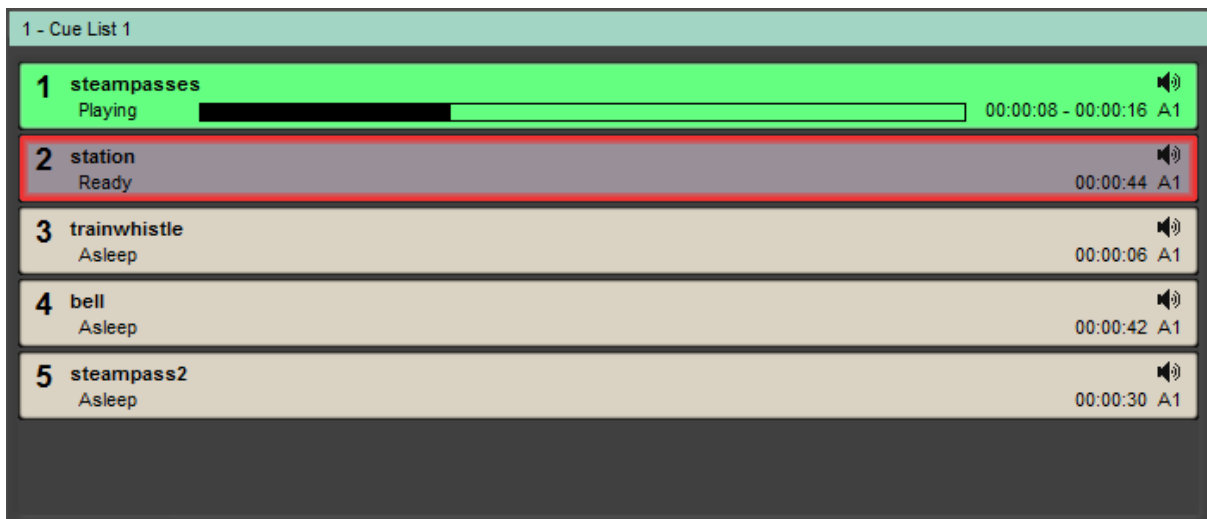 1 - Cue List 1
1 steampasses
Playing 00:00:08 - 00:00:16 A1
2 station
Ready 00:00:44 A1
3 trainwhistle
Asleep 00:00:06 A1
4 bell
Asleep 00:00:42 A1
5 steampass2
Asleep 00:00:30 A1